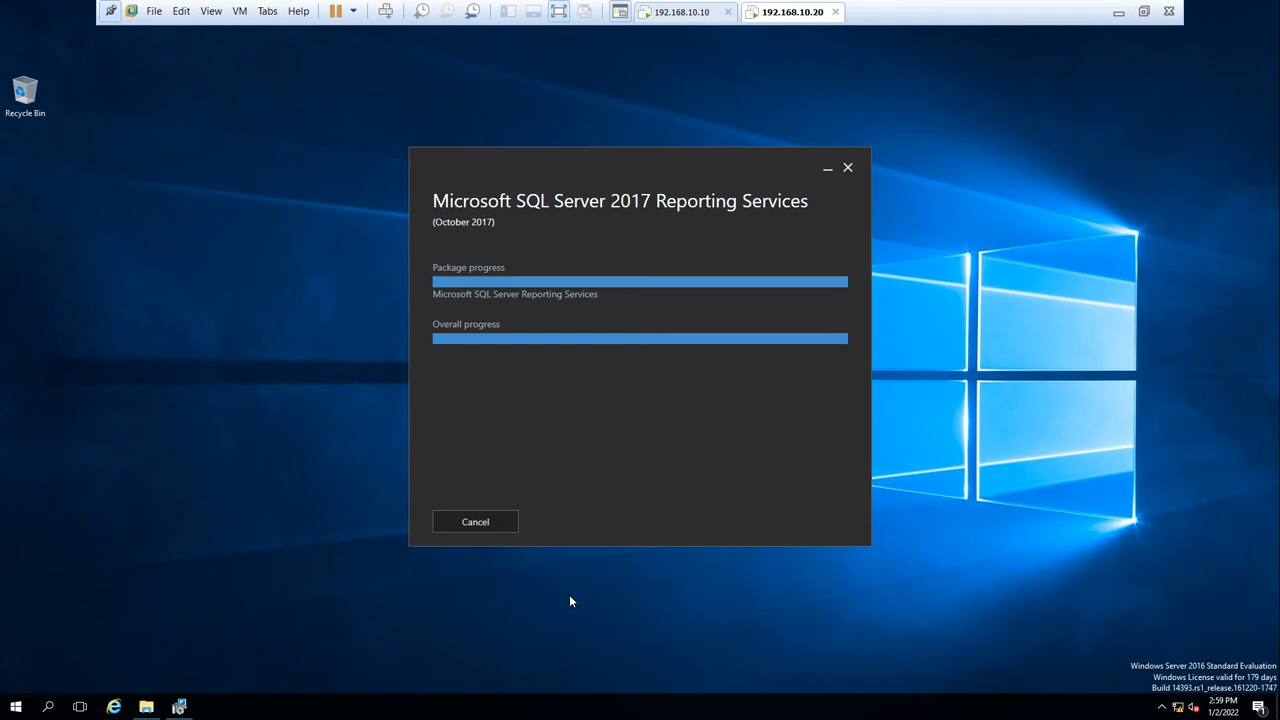 File Edit View VM Tabs Help 192.168.10.10 192.168.10.20
Recycle Bin
Microsoft SQL Server 2017 Reporting Services
(October 2017)
Package progress
Microsoft SQL Server Reporting Services
Overall progress
Cancel
Windows Server 2016 Standard Evaluation
Windows License valid for 179 days
Build 14393.rs1_release.161220-1747
2:59 PM
1/2/2022
1